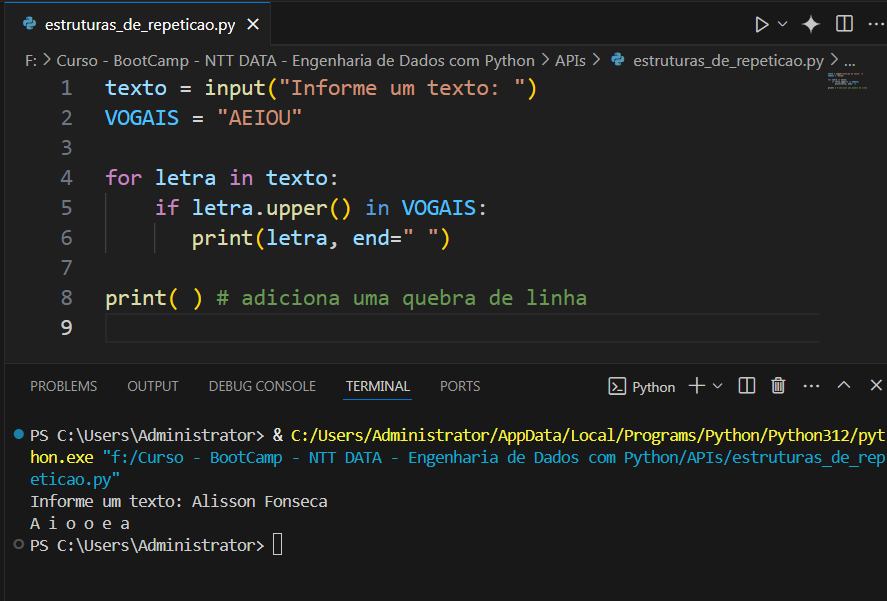 estruturas_de_repeticao.py
F: > Curso - BootCamp - NTT DATA - Engenharia de Dados com Python > APIs > estruturas_de_repeticao.py > ...
1 texto = input("Informe um texto: ")
2 VOGAIS = "AEIOU"
3
4 for letra in texto:
5     if letra.upper() in VOGAIS:
6        print(letra, end=" ")
7
8 print( ) # adiciona uma quebra de linha
9
PROBLEMS OUTPUT DEBUG CONSOLE TERMINAL PORTS Python
PS C:\Users\Administrator> & C:/Users/Administrator/AppData/Local/Programs/Python/Python312/pyt
hon.exe "f:/Curso - BootCamp - NTT DATA - Engenharia de Dados com Python/APIs/estruturas_de_rep
eticao.py"
Informe um texto: Alisson Fonseca
A i o o e a
PS C:\Users\Administrator>